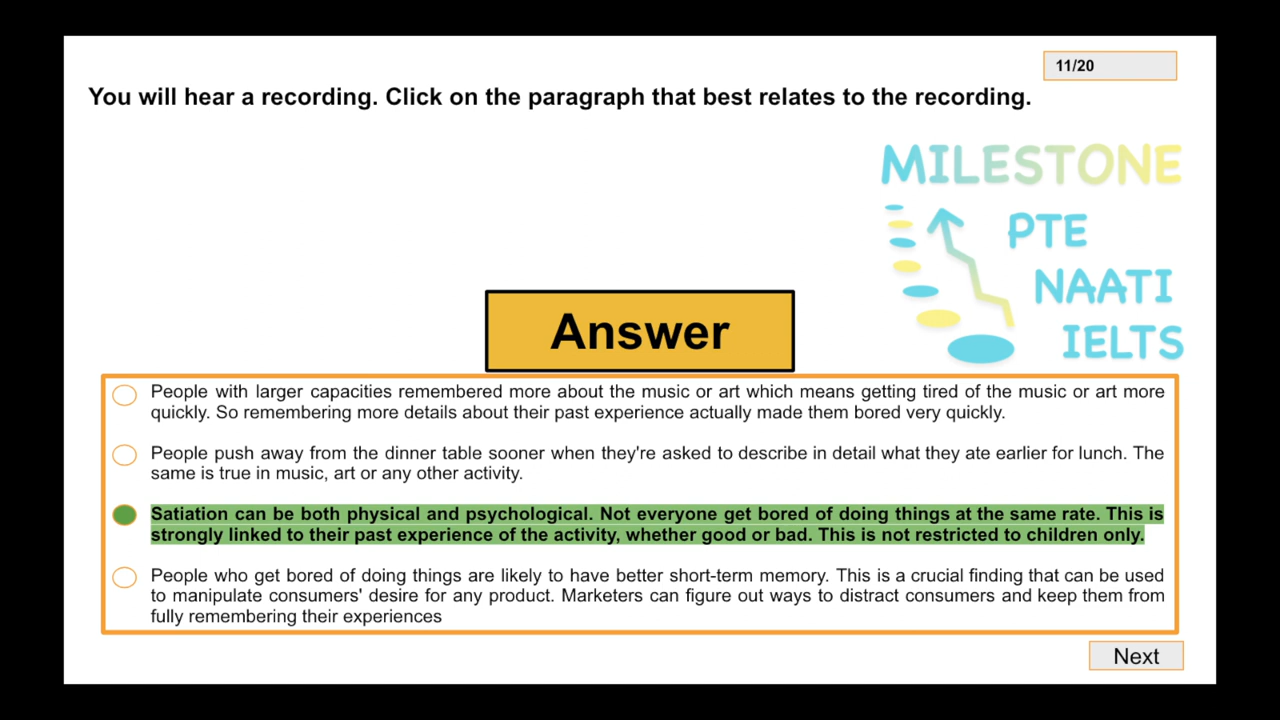 11/20
You will hear a recording. Click on the paragraph that best relates to the recording.
MILESTONE
PTE
NAATI
IELTS
Answer
People with larger capacities remembered more about the music or art which means getting tired of the music or art more
quickly. So remembering more details about their past experience actually made them bored very quickly.
People push away from the dinner table sooner when they're asked to describe in detail what they ate earlier for lunch. The
same is true in music, art or any other activity.
Satiation can be both physical and psychological. Not everyone get bored of doing things at the same rate. This is
strongly linked to their past experience of the activity, whether good or bad. This is not restricted to children only.
People who get bored of doing things are likely to have better short-term memory. This is a crucial finding that can be used
to manipulate consumers' desire for any product. Marketers can figure out ways to distract consumers and keep them from
fully remembering their experiences
Next